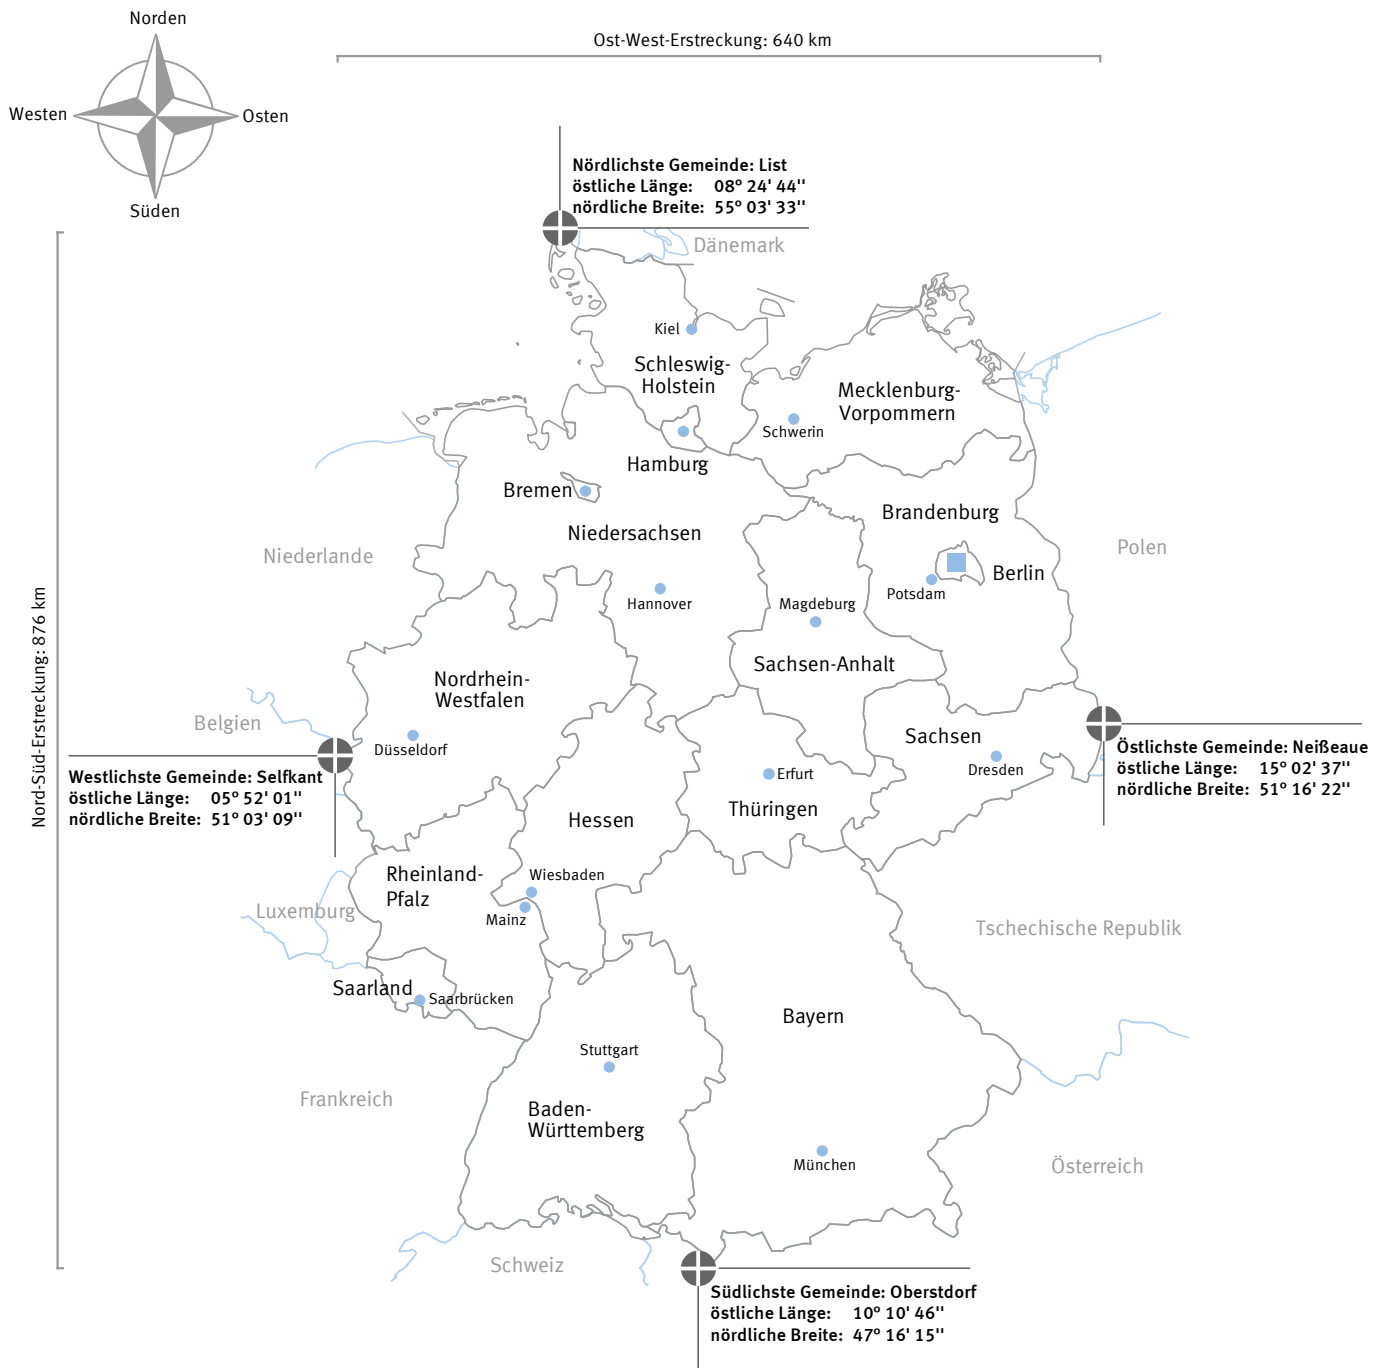 Norden
Ost-West-Erstreckung: 640 km
Westen
Osten
Süden
Nördlichste Gemeinde: List
östliche Länge: 08° 24' 44''
nördliche Breite: 55° 03' 33''
Dänemark
Kiel
Schleswig-
Holstein
Mecklenburg-
Vorpommern
Schwerin
Hamburg
Bremen
Brandenburg
Niedersachsen
Niederlande
Polen
Berlin
Potsdam
Hannover
Magdeburg
Nord-Süd-Erstreckung: 876 km
Sachsen-Anhalt
Nordrhein-
Westfalen
Belgien
Sachsen
Düsseldorf
Östlichste Gemeinde: Neißeaue
östliche Länge: 15° 02' 37''
nördliche Breite: 51° 16' 22''
Dresden
Westlichste Gemeinde: Selfkant
östliche Länge: 05° 52' 01''
nördliche Breite: 51° 03' 09''
Erfurt
Thüringen
Hessen
Rheinland-
Pfalz
Wiesbaden
Mainz
Luxemburg
Tschechische Republik
Saarland
Saarbrücken
Bayern
Stuttgart
Frankreich
Baden-
Württemberg
München
Österreich
Schweiz
Südlichste Gemeinde: Oberstdorf
östliche Länge: 10° 10' 46''
nördliche Breite: 47° 16' 15''